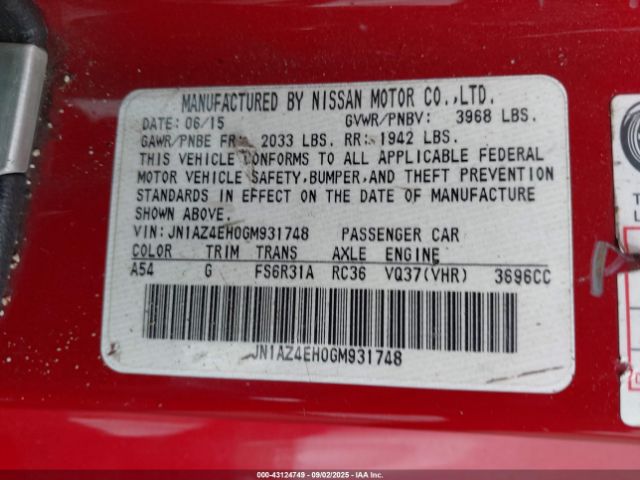 MANUFACTURED BY NISSAN MOTOR CO.,LTD.
DATE: 06/15 GVWR/PNBV: 3968 LBS.
GAWR/PNBE FR: 2033 LBS. RR: 1942 LBS.
THIS VEHICLE CONFORMS TO ALL APPLICABLE FEDERAL
MOTOR VEHICLE SAFETY,BUMPER,AND THEFT PREVENTION
STANDARDS IN EFFECT ON THE DATE OF MANUFACTURE
SHOWN ABOVE.
VIN: JN1AZ4EH0GM931748 PASSENGER CAR
COLOR TRIM TRANS AXLE ENGINE
A54 G FS6R31A RC36 VQ37(VHR) 3696CC
JN1AZ4EH0GM931748
000-43124749 - 09/02/2025 - IAAI.COM